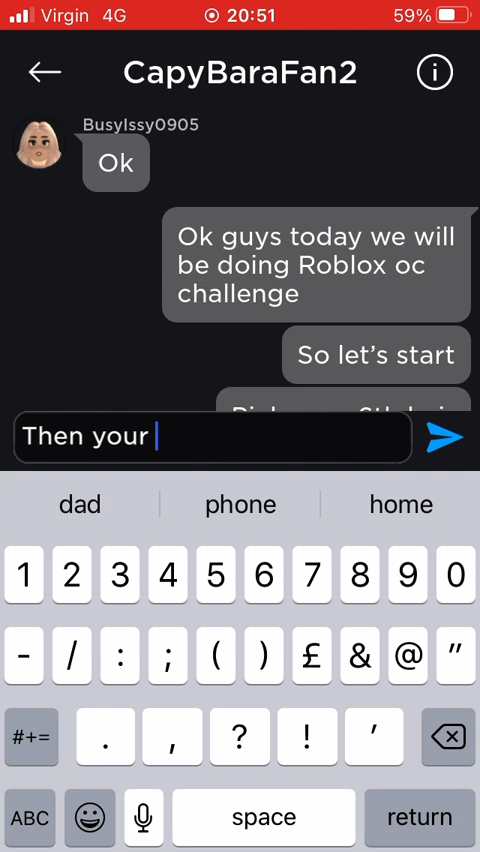 Virgin 4G 20:51 59%
CapyBaraFan2
BusyIssy0905
Ok
Ok guys today we will
be doing Roblox oc
challenge
So let’s start
Then your
dad phone home
1 2 3 4 5 6 7 8 9 0
- / : ; ( ) £ & @ "
#+= . , ? ! ’
ABC space return